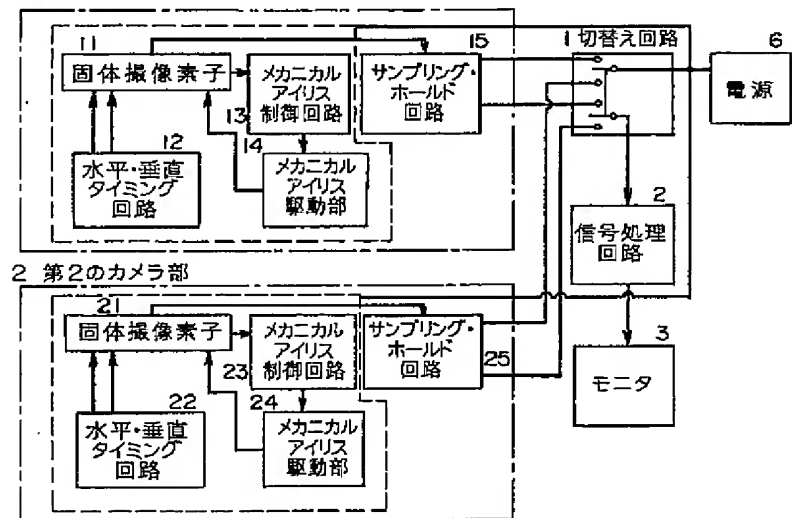 11
固体撮像素子
メカニカル
アイリス
制御回路
13
15
サンプリング・
ホールド
回路
1 切替え回路
6
電源
12
水平・垂直
タイミング
回路
14
メカニカル
アイリス
駆動部
2
信号処理
回路
2 第2のカメラ部
21
固体撮像素子
メカニカル
アイリス
制御回路
23
サンプリング・
ホールド
回路
25
3
モニタ
22
水平・垂直
タイミング
回路
24
メカニカル
アイリス
駆動部